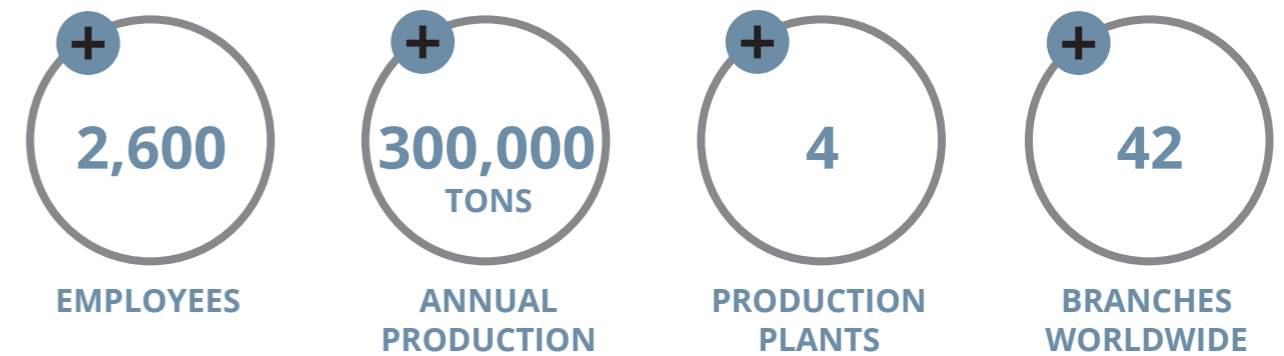 +
2,600
EMPLOYEES
+
300,000
TONS
ANNUAL
PRODUCTION
+
4
PRODUCTION
PLANTS
+
42
BRANCHES
WORLDWIDE